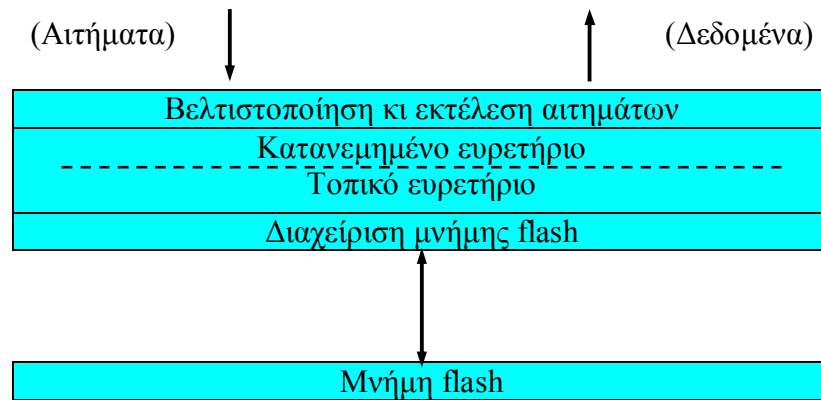 (Αιτήματα) (Δεδομένα)
Βελτιστοποίηση κι εκτέλεση αιτημάτων
Κατανεμημένο ευρετήριο
Τοπικό ευρετήριο
Διαχείριση μνήμης flash
Μνήμη flash